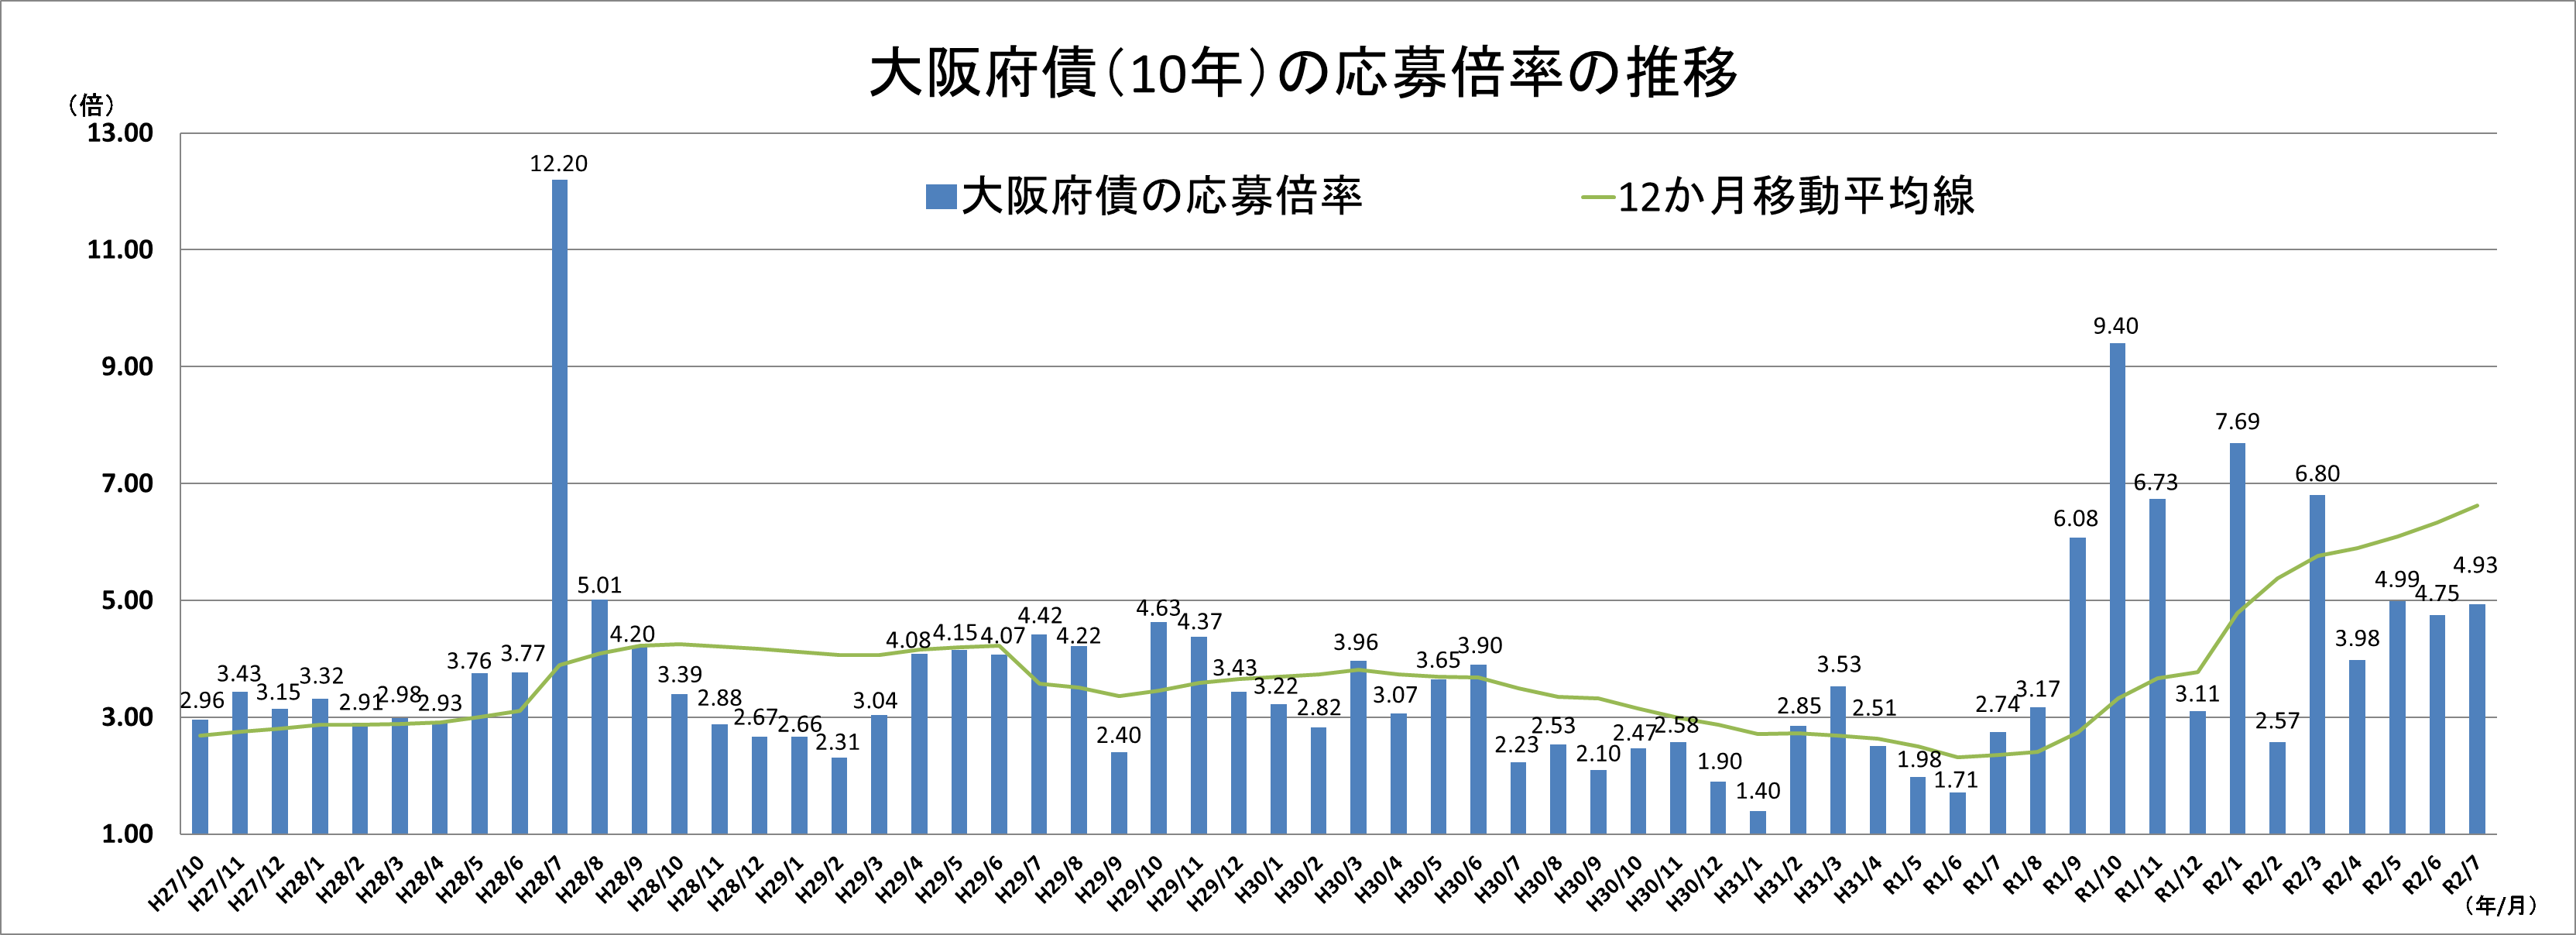 大阪府債（10年）の応募倍率の推移
（倍）
大阪府債の応募倍率
12か月移動平均線
13.00
11.00
9.00
7.00
5.00
3.00
1.00
2.96
3.43
3.15
3.32
2.91
2.98
2.93
3.76
3.77
12.20
5.01
4.20
3.39
2.88
2.67
2.66
2.31
3.04
4.08
4.15
4.07
4.42
4.22
2.40
4.63
4.37
3.43
3.22
2.82
3.96
3.07
3.65
3.90
2.23
2.53
2.10
2.47
2.58
1.90
1.40
2.85
3.53
2.51
1.98
1.71
2.74
3.17
6.08
9.40
6.73
3.11
7.69
2.57
6.80
3.98
4.99
4.75
4.93
H27/10
H27/11
H27/12
H28/1
H28/2
H28/3
H28/4
H28/5
H28/6
H28/7
H28/8
H28/9
H28/10
H28/11
H28/12
H29/1
H29/2
H29/3
H29/4
H29/5
H29/6
H29/7
H29/8
H29/9
H29/10
H29/11
H29/12
H30/1
H30/2
H30/3
H30/4
H30/5
H30/6
H30/7
H30/8
H30/9
H30/10
H30/11
H30/12
H31/1
H31/2
H31/3
H31/4
R1/5
R1/6
R1/7
R1/8
R1/9
R1/10
R1/11
R1/12
R2/1
R2/2
R2/3
R2/4
R2/5
R2/6
R2/7
（年/月）